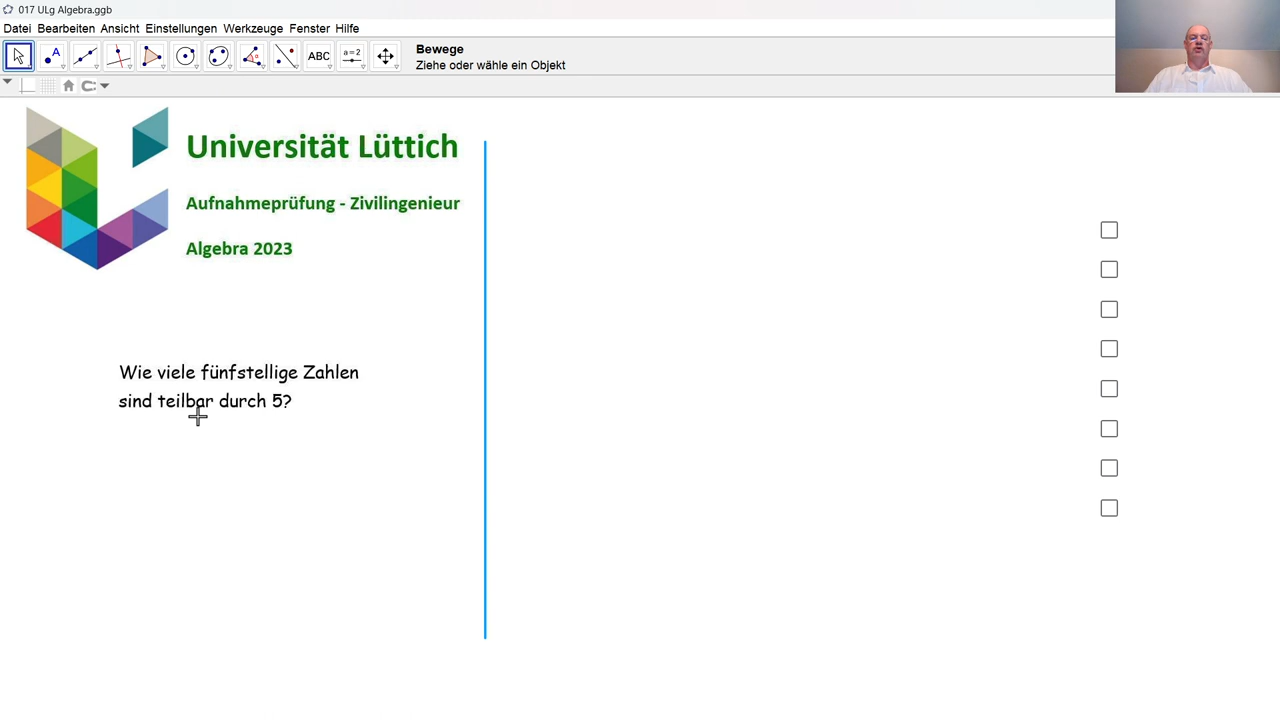 017 ULg Algebra.ggb
Datei Bearbeiten Ansicht Einstellungen Werkzeuge Fenster Hilfe
A
ABC
a=2
Bewege
Ziehe oder wähle ein Objekt
Universität Lüttich
Aufnahmeprüfung - Zivilingenieur
Algebra 2023
Wie viele fünfstellige Zahlen
sind teilbar durch 5?